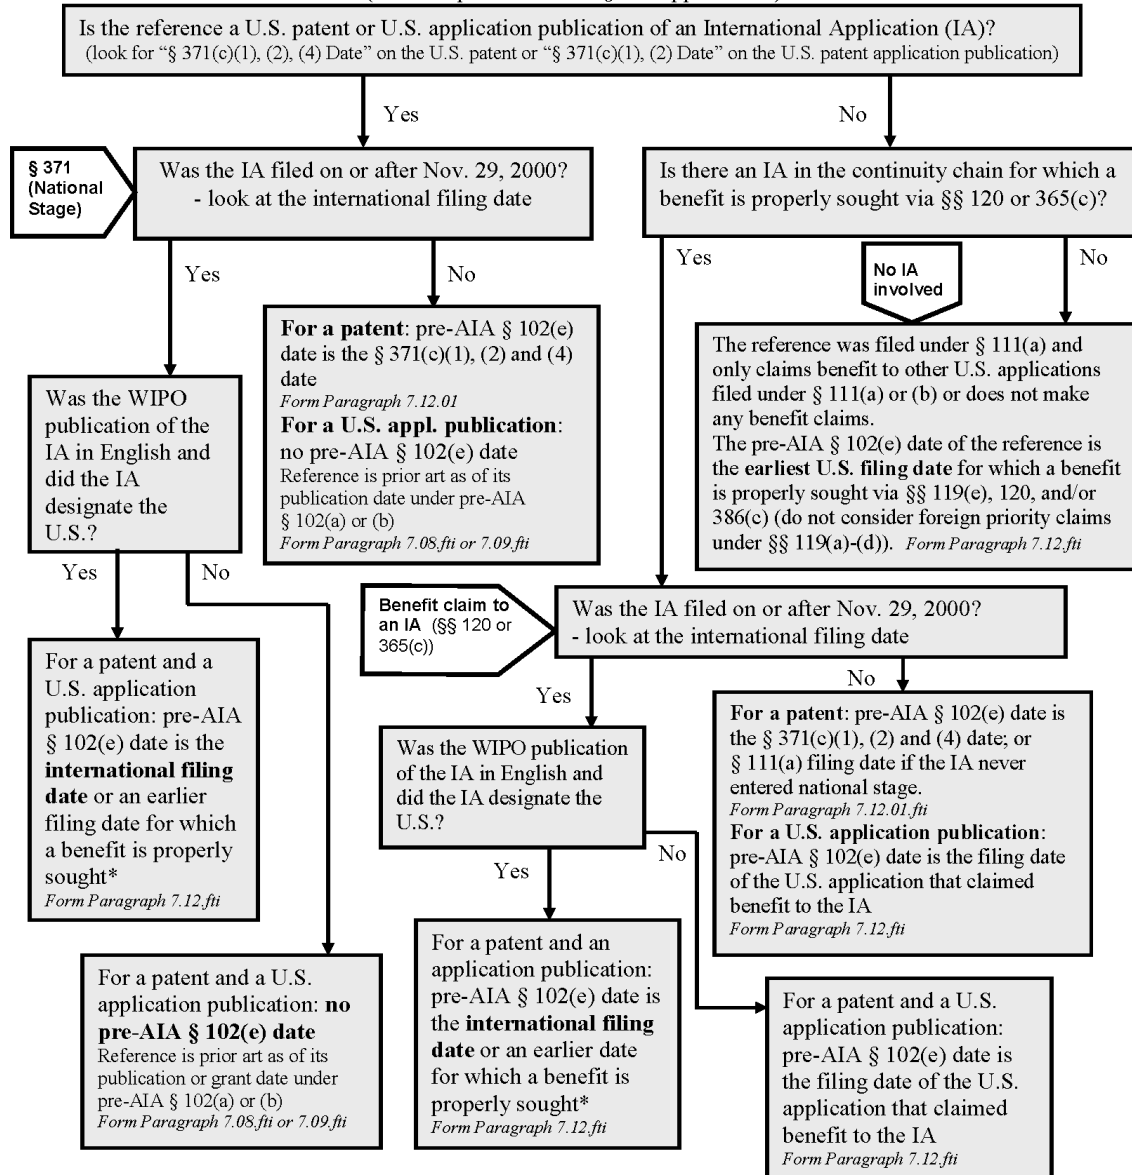 Is the reference a U.S. patent or U.S. application publication of an International Application (IA)?
(look for “§ 371(c)(1), (2), (4) Date” on the U.S. patent or “§ 371(c)(1), (2) Date” on the U.S. patent application publication)
Yes
No
§ 371
(National
Stage)
Was the IA filed on or after Nov. 29, 2000?
- look at the international filing date
Is there an IA in the continuity chain for which a
benefit is properly sought via §§ 120 or 365(c)?
Yes
No
Yes
No
No IA
involved
For a patent: pre-AIA § 102(e)
date is the § 371(c)(1), (2) and (4)
date
Form Paragraph 7.12.01
For a U.S. appl. publication:
no pre-AIA § 102(e) date
Reference is prior art as of its
publication date under pre-AIA
§ 102(a) or (b)
Form Paragraph 7.08.fti or 7.09.fti
The reference was filed under § 111(a) and
only claims benefit to other U.S. applications
filed under § 111(a) or (b) or does not make
any benefit claims.
The pre-AIA § 102(e) date of the reference is
the earliest U.S. filing date for which a benefit
is properly sought via §§ 119(e), 120, and/or
386(c) (do not consider foreign priority claims
under §§ 119(a)-(d)). Form Paragraph 7.12.fti
Was the WIPO
publication of the
IA in English and
did the IA
designate the
U.S.?
Yes
No
Benefit claim to
an IA (§§ 120 or
365(c))
Was the IA filed on or after Nov. 29, 2000?
- look at the international filing date
Yes
No
For a patent and a
U.S. application
publication: pre-AIA
§ 102(e) date is the
international filing
date or an earlier
filing date for which
a benefit is properly
sought*
Form Paragraph 7.12.fti
Was the WIPO publication
of the IA in English and
did the IA designate the
U.S.?
Yes
No
For a patent: pre-AIA § 102(e) date is
the § 371(c)(1), (2) and (4) date; or
§ 111(a) filing date if the IA never
entered national stage.
Form Paragraph 7.12.01.fti
For a U.S. application publication:
pre-AIA § 102(e) date is the filing date
of the U.S. application that claimed
benefit to the IA
Form Paragraph 7.12.fti
For a patent and a U.S.
application publication: no
pre-AIA § 102(e) date
Reference is prior art as of its
publication or grant date under
pre-AIA § 102(a) or (b)
Form Paragraph 7.08.fti or 7.09.fti
For a patent and an
application publication:
pre-AIA § 102(e) date is
the international filing
date or an earlier date
for which a benefit is
properly sought*
Form Paragraph 7.12.fti
For a patent and a U.S.
application publication:
pre-AIA § 102(e) date is
the filing date of the U.S.
application that claimed
benefit to the IA
Form Paragraph 7.12.fti